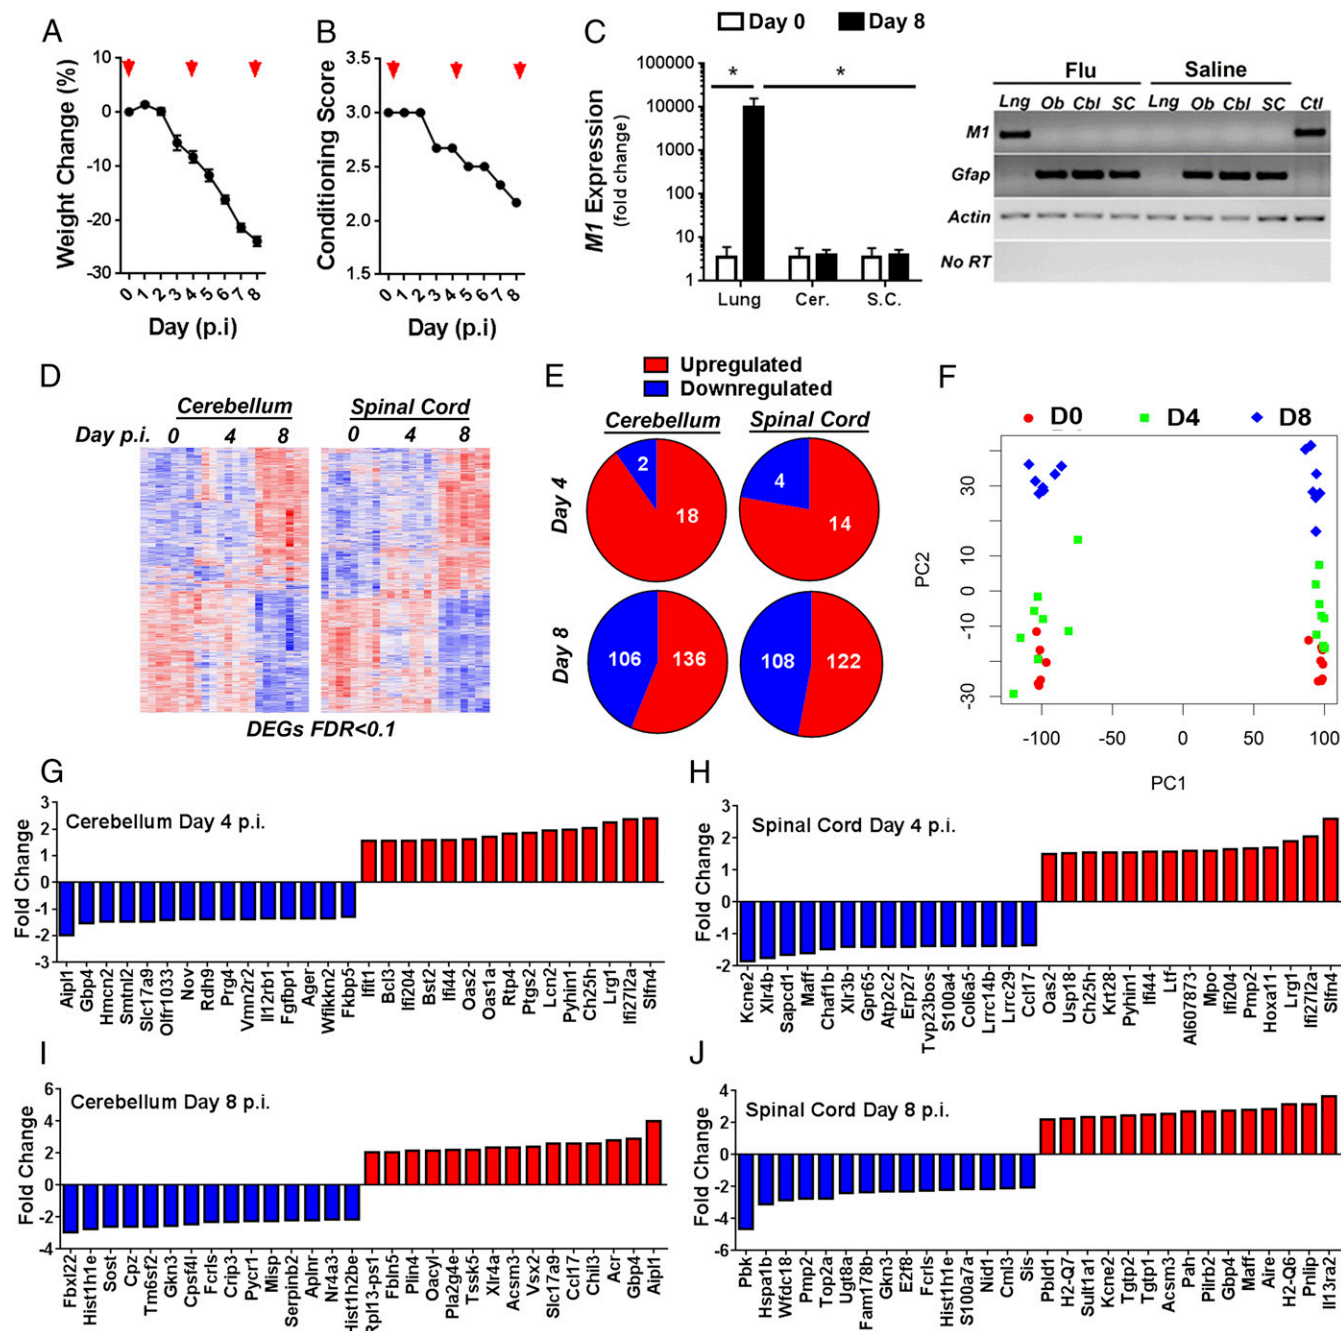 Day 0 Day 8
A
Weight Change (%)
10
0
-10
-20
-30
0 1 2 3 4 5 6 7 8
Day (p.i)
B
Conditioning Score
3.5
3.0
2.5
2.0
1.5
0 1 2 3 4 5 6 7 8
Day (p.i)
C
M1 Expression
(fold change)
100000
10000
1000
100
10
1
* *
Lung Cer. S.C.
Flu Saline
Lng Ob Cbl SC Lng Ob Cbl SC Ctl
M1
Gfap
Actin
No RT
D
Cerebellum Spinal Cord
Day p.i. 0 4 8 0 4 8
DEGs FDR<0.1
E
Upregulated
Downregulated
Cerebellum Spinal Cord
Day 4
2 18
4 14
Day 8
106 136
108 122
F
D0 D4 D8
PC2
30
10
0
-10
-30
-100 -50 0 50 100
PC1
G
Cerebellum Day 4 p.i.
Fold Change
3
2
1
0
-1
-2
-3
Aipl1 Gbp4 Hmcn2 Smtnl2 Slc17a9 Olfr1033 Nov Rdh9 Prg4 Vmn2r2 Il12rb1 Fgfbp1 Ager Wfikkn2 Fkbp5 Ifit1 Bcl3 Ifi204 Bst2 Ifi44 Oas2 Oas1a Rtp4 Ptgs2 Lcn2 Pyhin1 Ch25h Lrg1 Ifi27l2a Slfn4
H
Spinal Cord Day 4 p.i.
Fold Change
3
2
1
0
-1
-2
Kcne2 Xlr4b Sapcd1 Maff Chaf1b Xlr3b Gpr65 Atp2c2 Erp27 Tvp23bos S100a4 Col6a5 Lrrc14b Lrrc29 Ccl17 Oas2 Usp18 Ch25h Krt28 Pyhin1 Ifi44 Ltf AI607873 Mpo Ifi204 Pmp2 Hoxa11 Lrg1 Ifi27l2a Slfn4
I
Cerebellum Day 8 p.i.
Fold Change
6
4
2
0
-2
-4
Fbxl22 Hist1h1e Sost Cpz Tm6sf2 Gkn3 Cpsf4l Fcrls Crip3 Pycr1 Misp Serpinb2 Aplnr Nr4a3 Hist1h2be Rpl13-ps1 Fbln5 Plin4 Oacyl Pla2g4e Tssk5 Xlr4a Acsm3 Vsx2 Slc17a9 Ccl17 Chil3 Acr Gbp4 Aipl1
J
Spinal Cord Day 8 p.i.
Fold Change
4
2
0
-2
-4
-6
Pbk Hspa1b Wfdc18 Pmp2 Top2a Ugt8a Fam178b Gkn3 E2f8 Fcrls Hist1h1e S100a7a Nid1 Cml3 Sls Pbld1 H2-Q7 Sult1a1 Kcne2 Tgtp2 Tgtp1 Acsm3 Pah Plirb2 Gbp4 Maff Aire H2-Q6 Pnlip Il13ra2